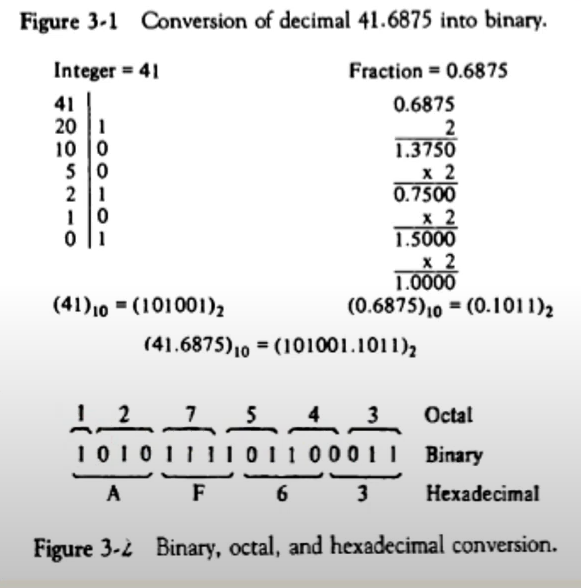 Figure 3-1 Conversion of decimal 41.6875 into binary.
Integer = 41 Fraction = 0.6875
41 0.6875
20 1 2
10 0 1.3750
5 0 x 2
2 1 0.7500
1 0 x 2
0 1 1.5000
x 2
1.0000
(41)₁₀ = (101001)₂ (0.6875)₁₀ = (0.1011)₂
(41.6875)₁₀ = (101001.1011)₂
1 2 7 5 4 3 Octal
1 0 1 0 1 1 1 1 0 1 1 0 0 0 1 1 Binary
A F 6 3 Hexadecimal
Figure 3-2 Binary, octal, and hexadecimal conversion.